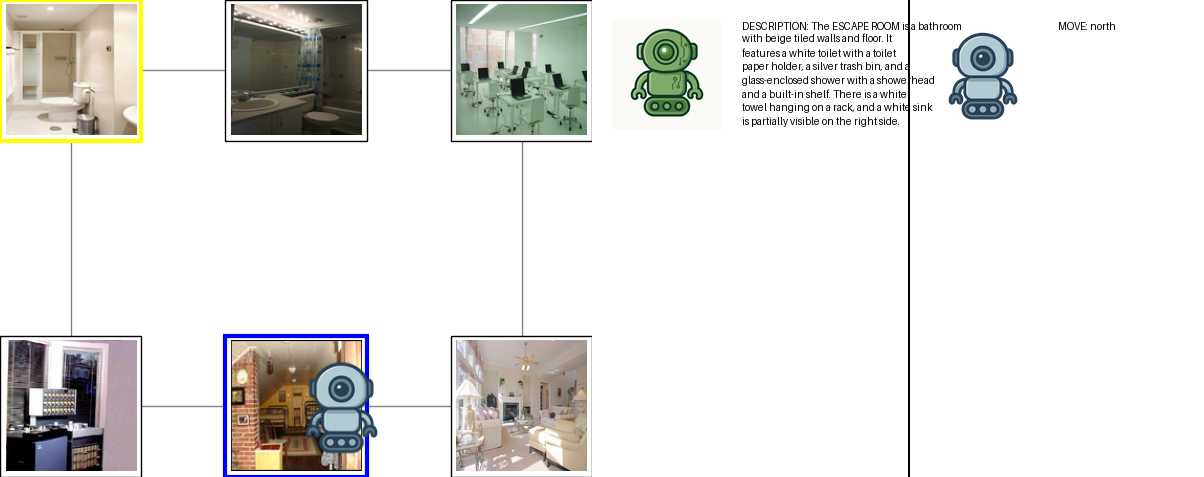 DESCRIPTION: The ESCAPE ROOM is a bathroom
with beige tiled walls and floor. It
features a white toilet with a toilet
paper holder, a silver trash bin, and a
glass-enclosed shower with a showerhead
and a built-in shelf. There is a white
towel hanging on a rack, and a white sink
is partially visible on the right side.
MOVE: north